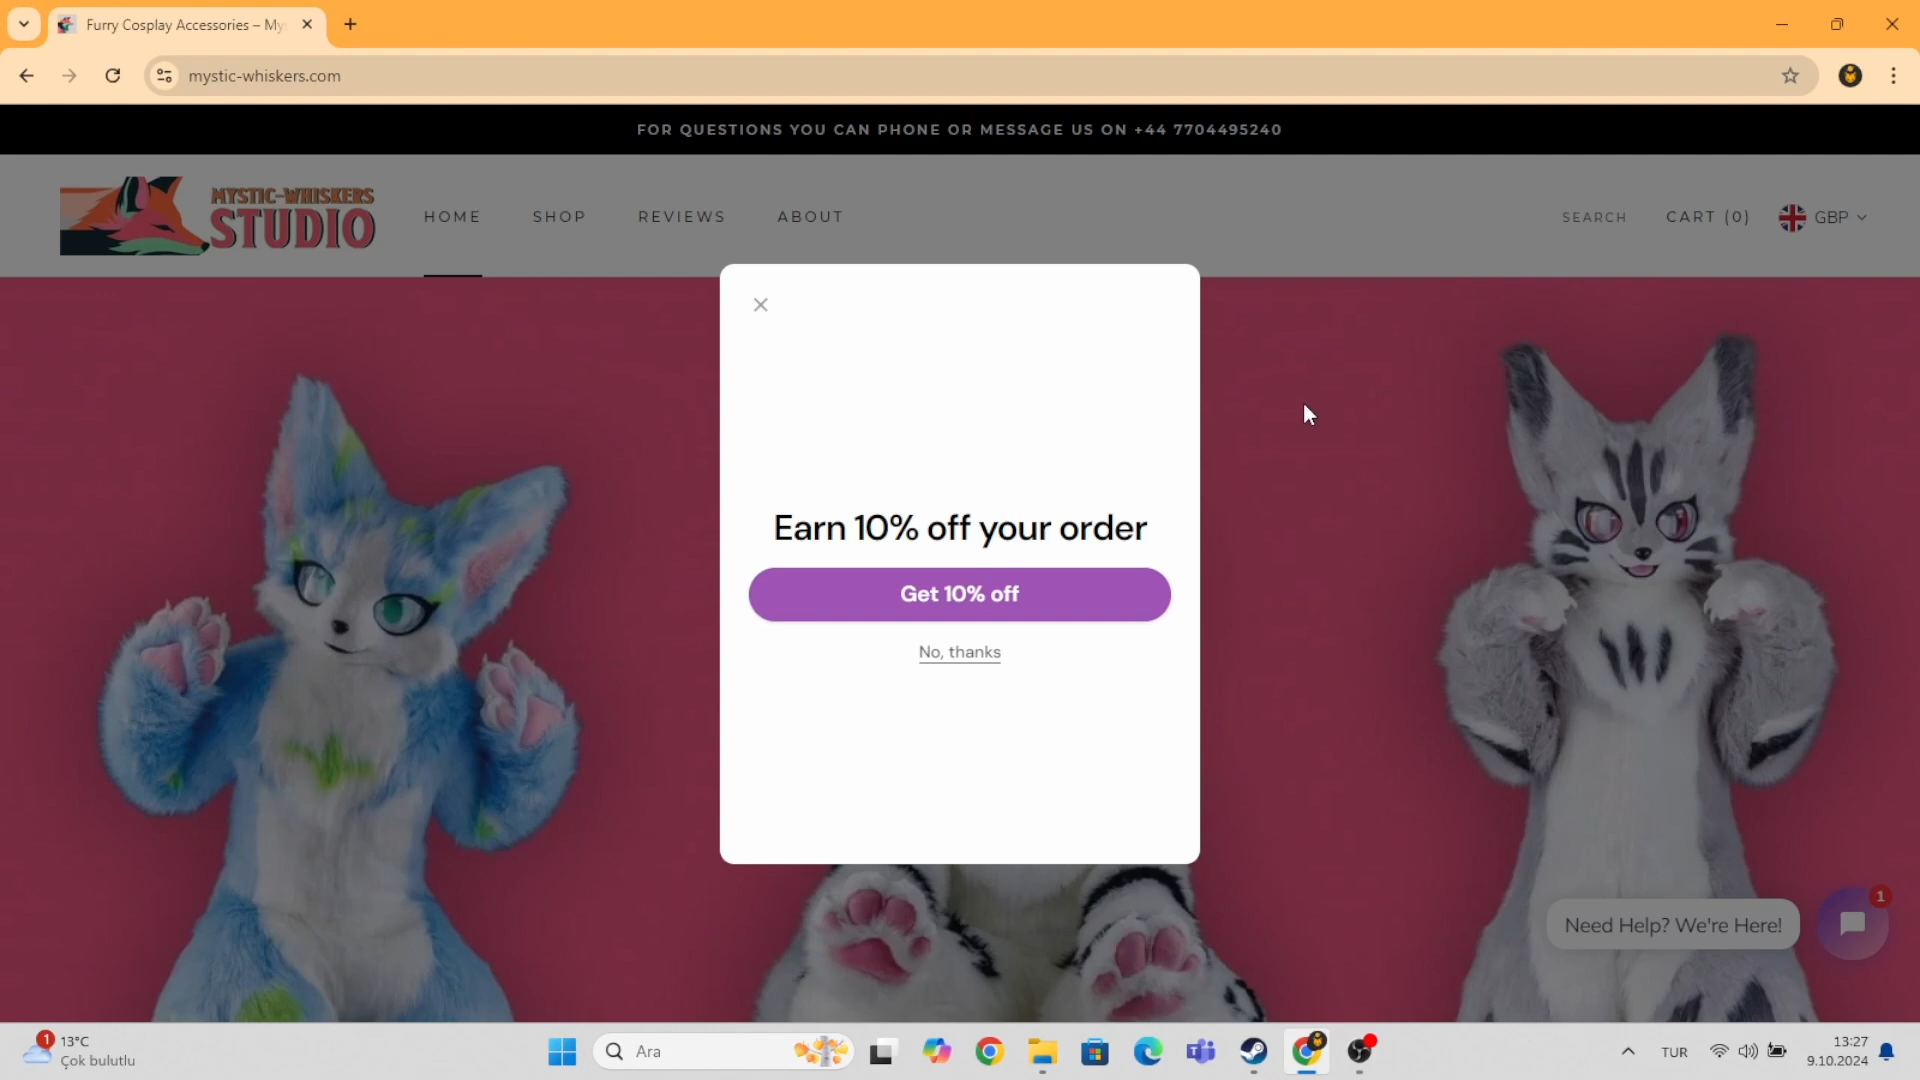 Furry Cosplay Accessories – My
mystic-whiskers.com
FOR QUESTIONS YOU CAN PHONE OR MESSAGE US ON +44 7704495240
MYSTIC-WHISKERS
STUDIO
HOME
SHOP
REVIEWS
ABOUT
SEARCH
CART (0)
GBP
Earn 10% off your order
Get 10% off
No, thanks
1
Need Help? We're Here!
1
13°C
Çok bulutlu
Ara
TUR
13:27
9.10.2024